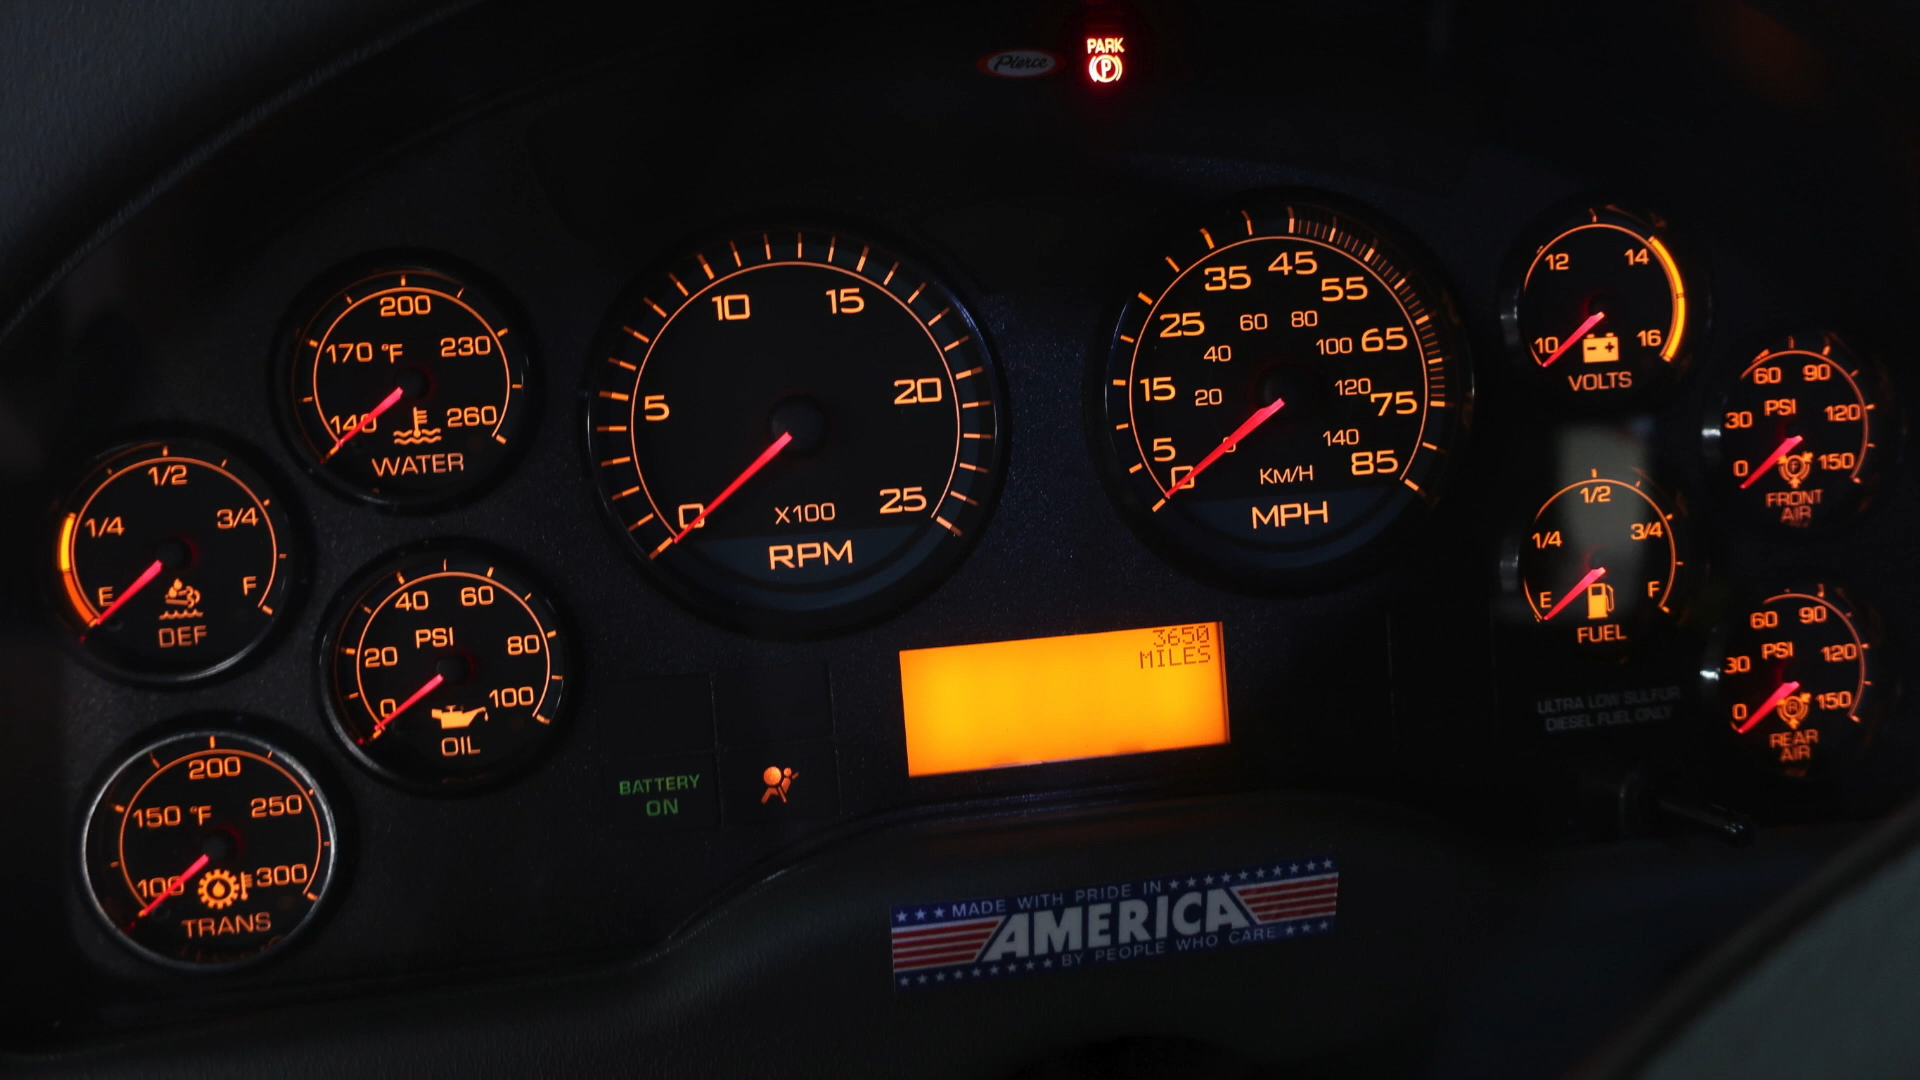 Pierce
PARK
P
200
170 °F 230
140 260
WATER
1/2
1/4 3/4
E F
DEF
40 60
PSI
20 80
0 100
OIL
200
150 °F 250
100 300
TRANS
10 15
5 20
0 25
X100
RPM
35 45 55
25 65
15 75
5 85
0
60 80
40 100
20 120
0 140
KM/H
MPH
12 14
10 16
VOLTS
1/2
1/4 3/4
E F
FUEL
ULTRA LOW SULFUR
DIESEL FUEL ONLY
60 90
30 PSI 120
0 F 150
FRONT
AIR
60 90
30 PSI 120
0 R 150
REAR
AIR
3650
MILES
BATTERY
ON
MADE WITH PRIDE IN
AMERICA
BY PEOPLE WHO CARE